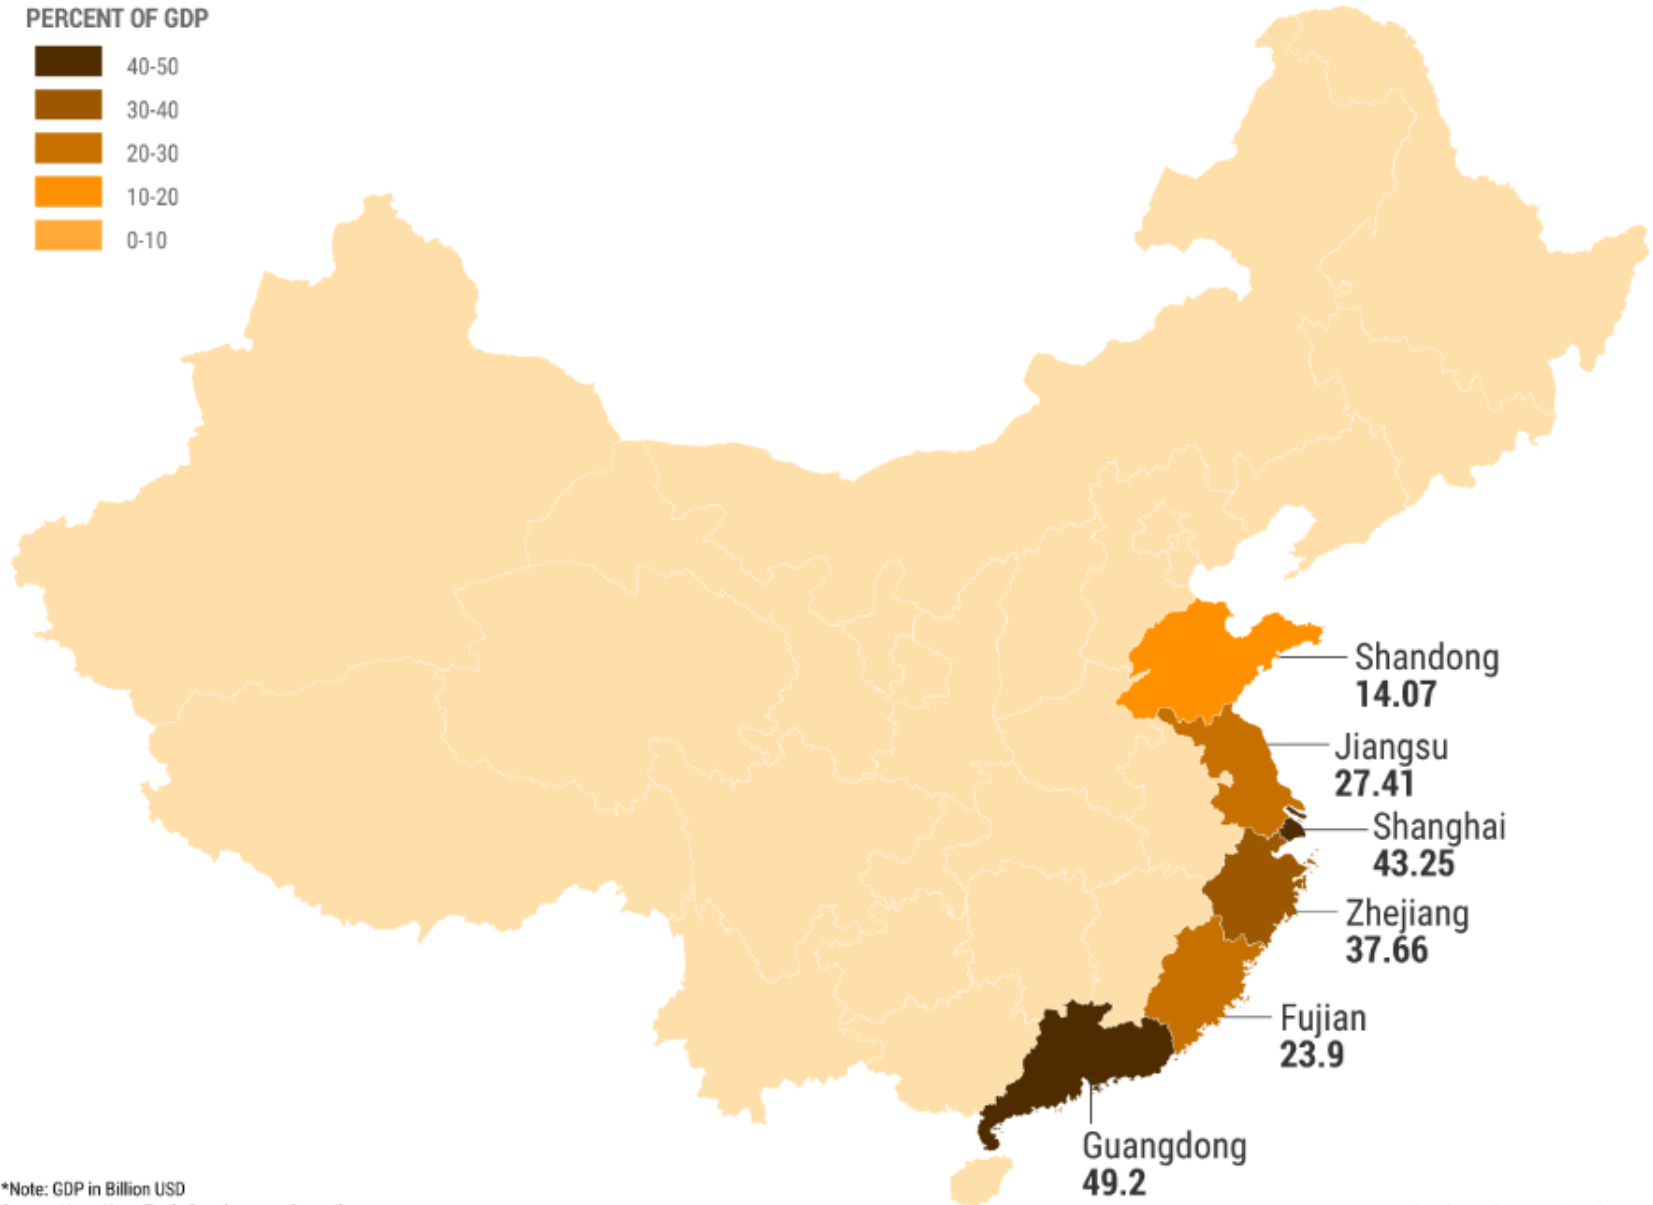 PERCENT OF GDP
40-50
30-40
20-30
10-20
0-10
Shandong
14.07
Jiangsu
27.41
Shanghai
43.25
Zhejiang
37.66
Fujian
23.9
Guangdong
49.2
*Note: GDP in Billion USD